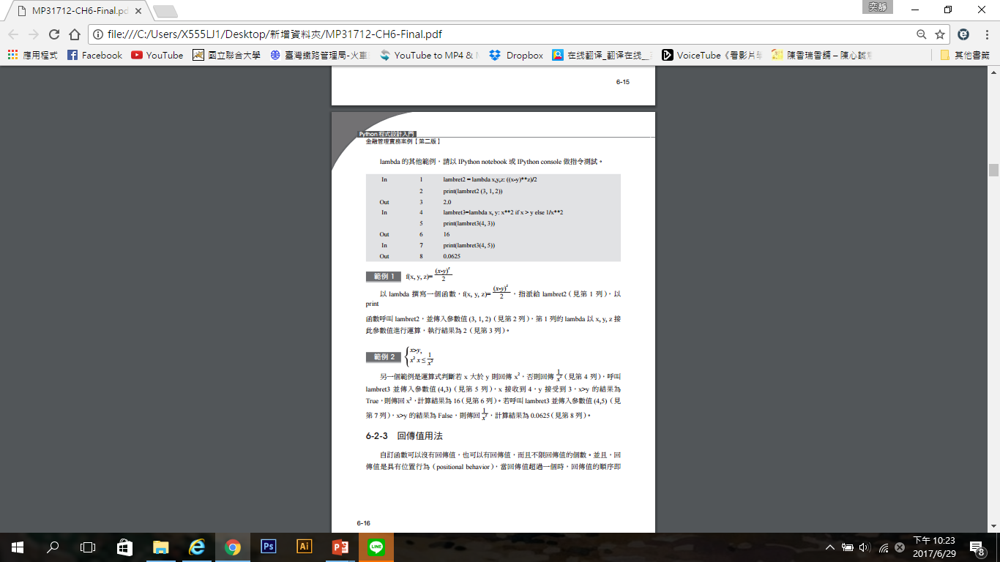 MP31712-CH6-Final.pd
奕靜
file:///C:/Users/X555LJ1/Desktop/新增資料夾/MP31712-CH6-Final.pdf
應用程式 Facebook YouTube 國立聯合大學 臺灣鐵路管理局-火車 YouTube to MP4 & Dropbox 在线翻译_翻译在线__ VoiceTube《看影片 陳香瑞香舖 – 陳心誠 其他書籤
6-15
Python 程式設計入門
金融管理實務案例【第二版】
lambda 的其他範例，請以 IPython notebook 或 IPython console 做指令測試。
In 1 lambret2 = lambda x,y,z: ((x-y)**z)/2
2 print(lambret2 (3, 1, 2))
Out 3 2.0
In 4 lambret3=lambda x, y: x**2 if x > y else 1/x**2
5 print(lambret3(4, 3))
Out 6 16
In 7 print(lambret3(4, 5))
Out 8 0.0625
範例 1 f(x, y, z)= (x-y)^z / 2
以 lambda 撰寫一個函數，f(x, y, z)= (x-y)^z / 2 ，指派給 lambret2（見第 1 列），以
print
函數呼叫 lambret2，並傳入參數值 (3, 1, 2)（見第 2 列），第 1 列的 lambda 以 x, y, z 接
此參數值進行運算，執行結果為 2（見第 3 列）。
範例 2 { x>y,
x² x ≤ 1/x²
另一個範例是運算式判斷若 x 大於 y 則回傳 x²，否則回傳 1/x²（見第 4 列），呼叫
lambret3 並傳入參數值 (4,3)（見第 5 列），x 接收到 4，y 接受到 3，x>y 的結果為
True，則傳回 x²，計算結果為 16（見第 6 列）。若呼叫 lambret3 並傳入參數值 (4,5)（見
第 7 列），x>y 的結果為 False，則傳回 1/x²，計算結果為 0.0625（見第 8 列）。
6-2-3 回傳值用法
自訂函數可以沒有回傳值，也可以有回傳值，而且不限回傳值的個數。並且，回
傳值是具有位置行為（positional behavior），當回傳值超過一個時，回傳值的順序即
6-16
Ps Ai LINE
下午 10:23
2017/6/29
8